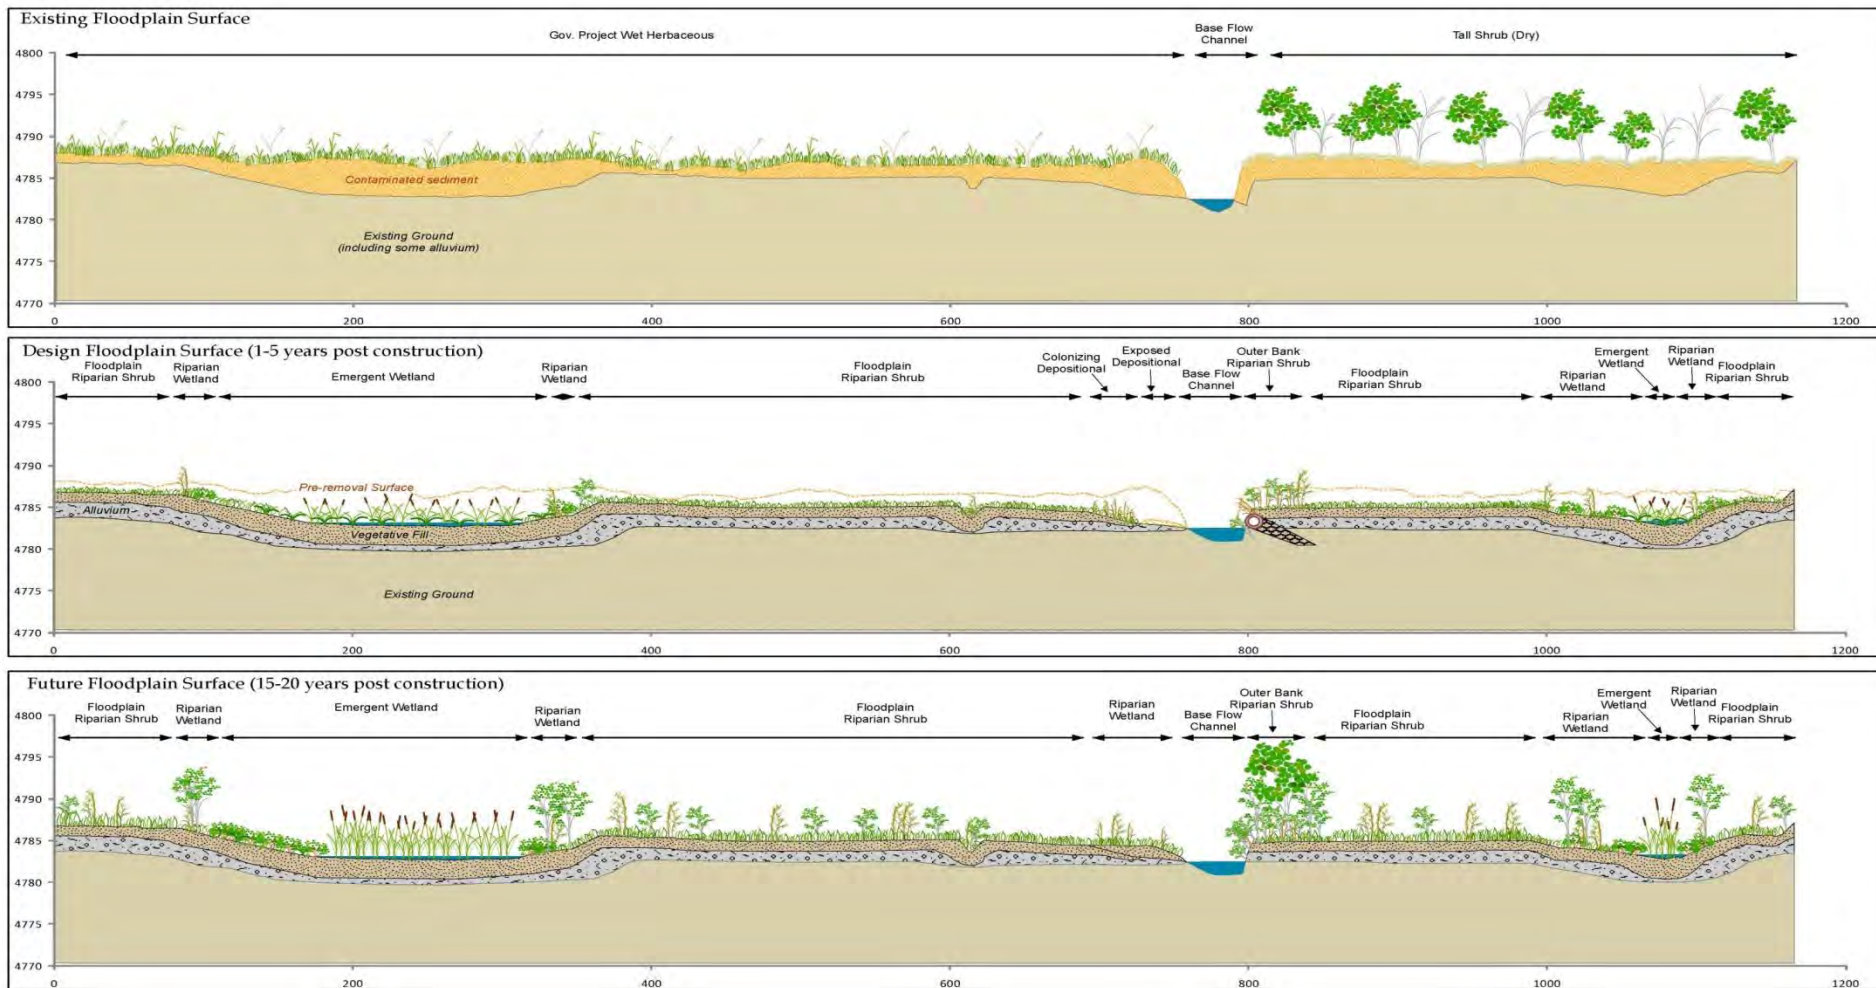 Existing Floodplain Surface
Gov. Project Wet Herbaceous
Base Flow
Channel
Tall Shrub (Dry)
4800
4795
4790
4785
4780
4775
4770
Contaminated sediment
Existing Ground
(including some alluvium)
0 200 400 600 800 1000 1200
Design Floodplain Surface (1-5 years post construction)
Floodplain
Riparian Shrub
Riparian
Wetland
Emergent Wetland
Riparian
Wetland
Floodplain
Riparian Shrub
Colonizing
Depositional
Exposed
Depositional
Base Flow
Channel
Outer Bank
Riparian Shrub
Floodplain
Riparian Shrub
Riparian
Wetland
Emergent
Wetland
Riparian
Wetland
Floodplain
Riparian Shrub
4800
4795
4790
4785
4780
4775
4770
Pre-removal Surface
Alluvium
Vegetative Fill
Existing Ground
0 200 400 600 800 1000 1200
Future Floodplain Surface (15-20 years post construction)
Floodplain
Riparian Shrub
Riparian
Wetland
Emergent Wetland
Riparian
Wetland
Floodplain
Riparian Shrub
Riparian
Wetland
Base Flow
Channel
Outer Bank
Riparian Shrub
Floodplain
Riparian Shrub
Riparian
Wetland
Emergent
Wetland
Riparian
Wetland
Floodplain
Riparian Shrub
4800
4795
4790
4785
4780
4775
4770
0 200 400 600 800 1000 1200